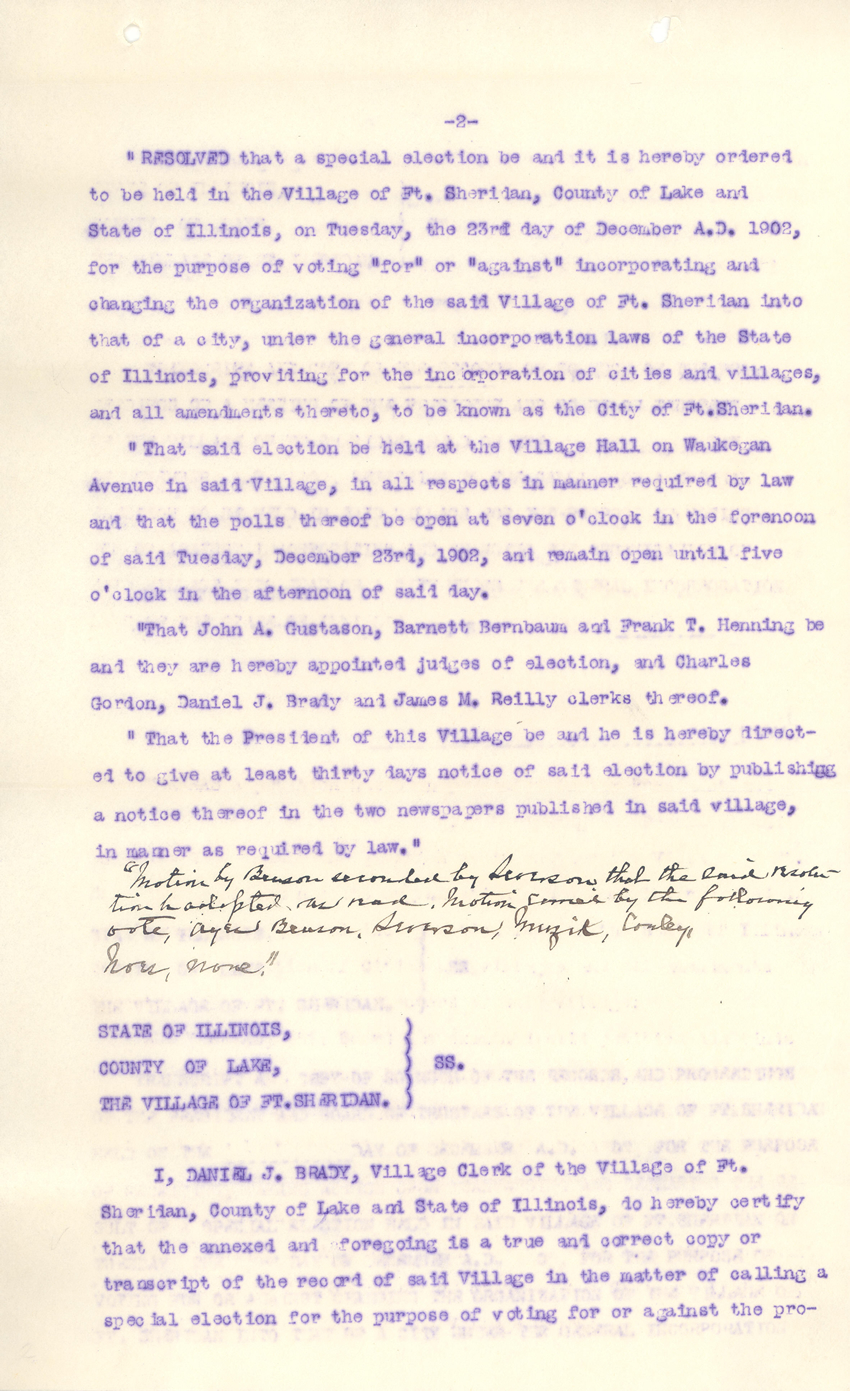 -2-
"RESOLVED that a special election be and it is hereby ordered
to be held in the Village of Ft. Sheridan, County of Lake and
State of Illinois, on Tuesday, the 23rd day of December A.D. 1902,
for the purpose of voting "for" or "against" incorporating and
changing the organization of the said Village of Ft. Sheridan into
that of a city, under the general incorporation laws of the State
of Illinois, providing for the incorporation of cities and villages,
and all amendments thereto, to be known as the City of Ft.Sheridan.
"That said election be held at the Village Hall on Waukegan
Avenue in said Village, in all respects in manner required by law
and that the polls thereof be open at seven o'clock in the forenoon
of said Tuesday, December 23rd, 1902, and remain open until five
o'clock in the afternoon of said day.
"That John A. Gustason, Barnett Bernbaum and Frank T. Henning be
and they are hereby appointed judges of election, and Charles
Gordon, Daniel J. Brady and James M. Reilly clerks thereof.
" That the President of this Village be and he is hereby direct-
ed to give at least thirty days notice of said election by publishing
a notice thereof in the two newspapers published in said village,
in manner as required by law."
"Motion by Benson seconded by Severson that the said resolu-
tion be adopted as read. Motion carried by the following
vote, ayes Benson, Severson, Muzik, Conley,
Noes, none."
STATE OF ILLINOIS,
COUNTY OF LAKE, SS.
THE VILLAGE OF FT.SHERIDAN.
I, DANIEL J. BRADY, Village Clerk of the Village of Ft.
Sheridan, County of Lake and State of Illinois, do hereby certify
that the annexed and foregoing is a true and correct copy or
transcript of the record of said Village in the matter of calling a
special election for the purpose of voting for or against the pro-